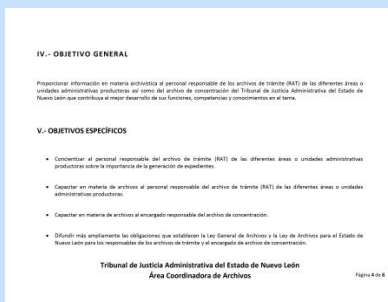 IV.- OBJETIVO GENERAL
Proporcionar información en materia archivística al personal responsable de los archivos de trámite (RAT) de las diferentes áreas o
unidades administrativas productoras así como del archivo de concentración del Tribunal de Justicia Administrativa del Estado de
Nuevo León que contribuya al mejor desarrollo de sus funciones, competencias y conocimientos en el tema.
V.- OBJETIVOS ESPECÍFICOS
• Concientizar al personal responsable del archivo de trámite (RAT) de las diferentes áreas o unidades administrativas
productoras sobre la importancia de la generación de expedientes.
• Capacitar en materia de archivos al personal responsable del archivo de trámite (RAT) de las diferentes áreas o unidades
administrativas productoras.
• Capacitar en materia de archivos al encargado responsable del archivo de concentración.
• Difundir más ampliamente las obligaciones que establecen la Ley General de Archivos y la Ley de Archivos para el Estado de
Nuevo León para los responsables de los archivos de trámite y el encargado de archivo de concentración.
Tribunal de Justicia Administrativa del Estado de Nuevo León
Área Coordinadora de Archivos
Página 4 de 6